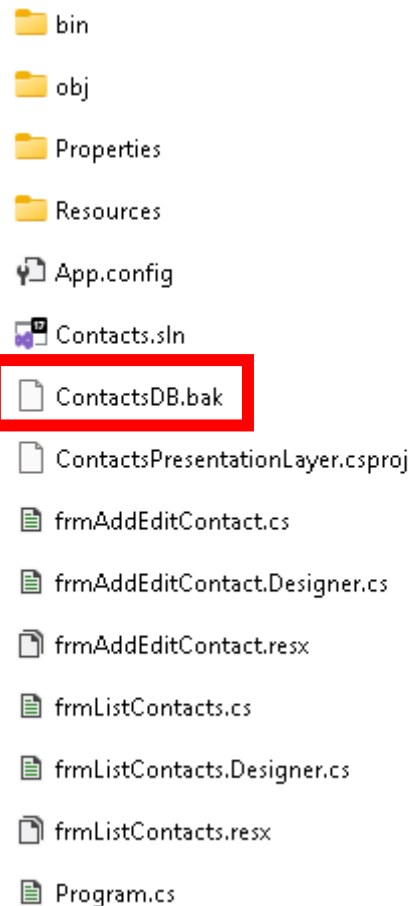 bin
obj
Properties
Resources
App.config
17
Contacts.sln
ContactsDB.bak
ContactsPresentationLayer.csproj
frmAddEditContact.cs
frmAddEditContact.Designer.cs
frmAddEditContact.resx
frmListContacts.cs
frmListContacts.Designer.cs
frmListContacts.resx
Program.cs